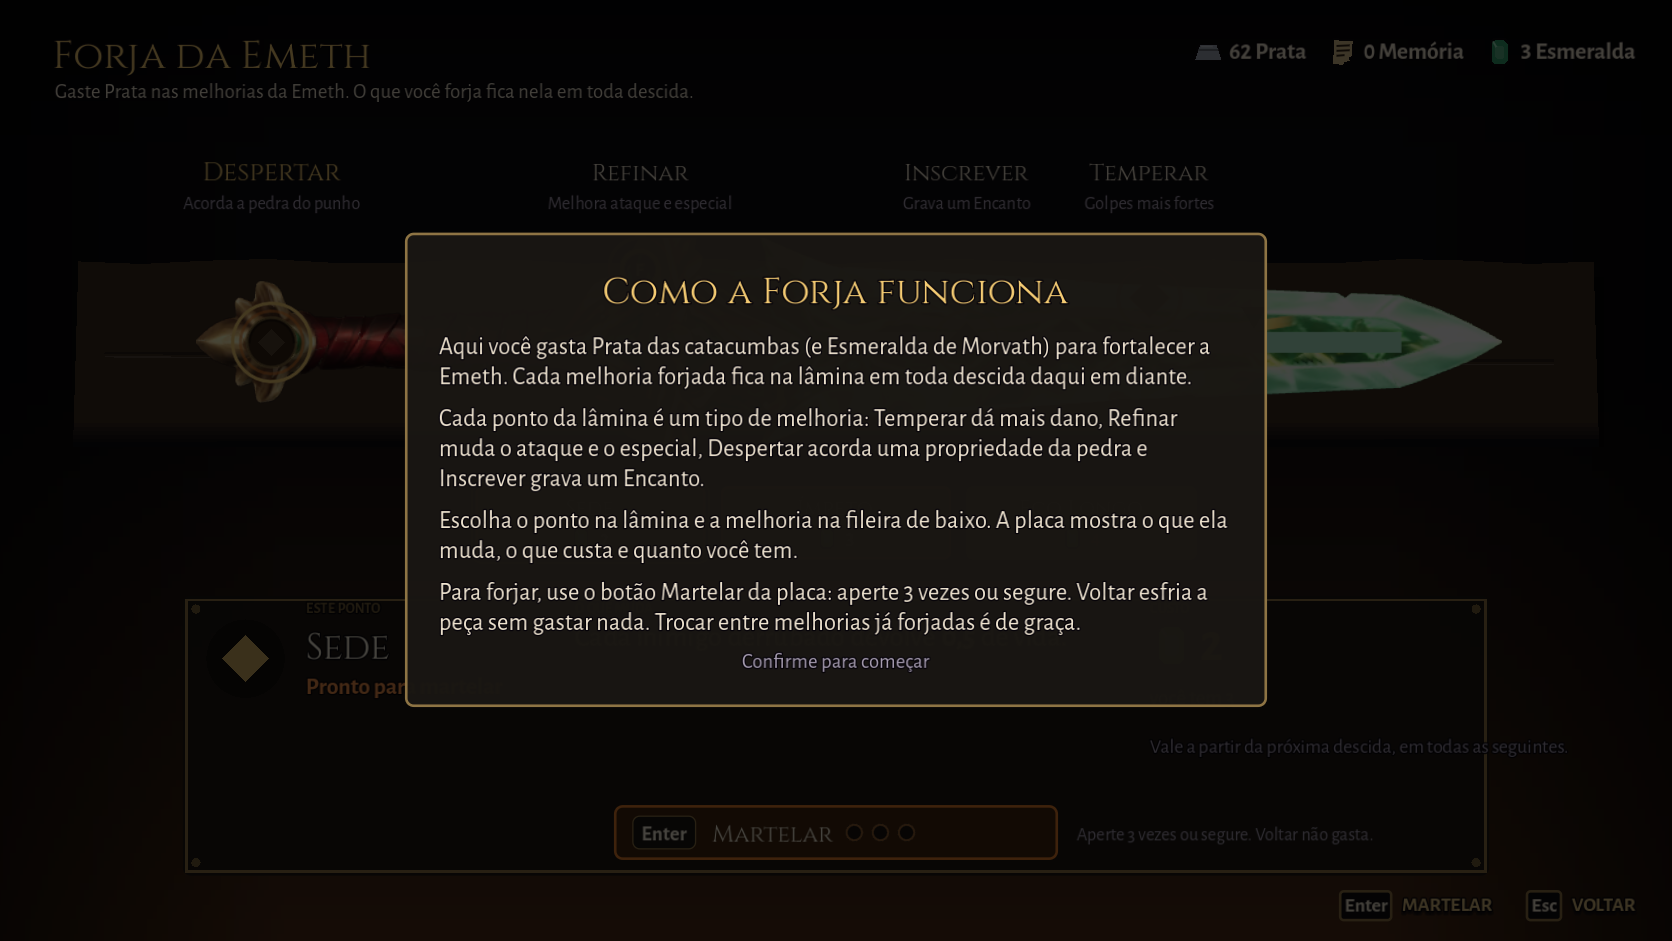 Forja da Emeth
62 Prata
0 Memória
3 Esmeralda
Gaste Prata nas melhorias da Emeth. O que você forja fica nela em toda descida.
Despertar
Refinar
Inscrever
Temperar
Acorda a pedra do punho
Melhora ataque e especial
Grava um Encanto
Golpes mais fortes
Como a Forja funciona
Aqui você gasta Prata das catacumbas (e Esmeralda de Morvath) para fortalecer a
Emeth. Cada melhoria forjada fica na lâmina em toda descida daqui em diante.
Cada ponto da lâmina é um tipo de melhoria: Temperar dá mais dano, Refinar
muda o ataque e o especial, Despertar acorda uma propriedade da pedra e
Inscrever grava um Encanto.
Escolha o ponto na lâmina e a melhoria na fileira de baixo. A placa mostra o que ela
muda, o que custa e quanto você tem.
Para forjar, use o botão Martelar da placa: aperte 3 vezes ou segure. Voltar esfria a
peça sem gastar nada. Trocar entre melhorias já forjadas é de graça.
Confirme para começar
ESTE PONTO
Sede
Pronto par
Vale a partir da próxima descida, em todas as seguintes.
Enter Martelar
Aperte 3 vezes ou segure. Voltar não gasta.
Enter MARTELAR
Esc VOLTAR